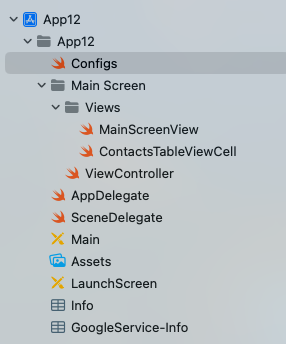 App12
App12
Configs
Main Screen
Views
MainScreenView
ContactsTableViewCell
ViewController
AppDelegate
SceneDelegate
Main
Assets
LaunchScreen
Info
GoogleService-Info